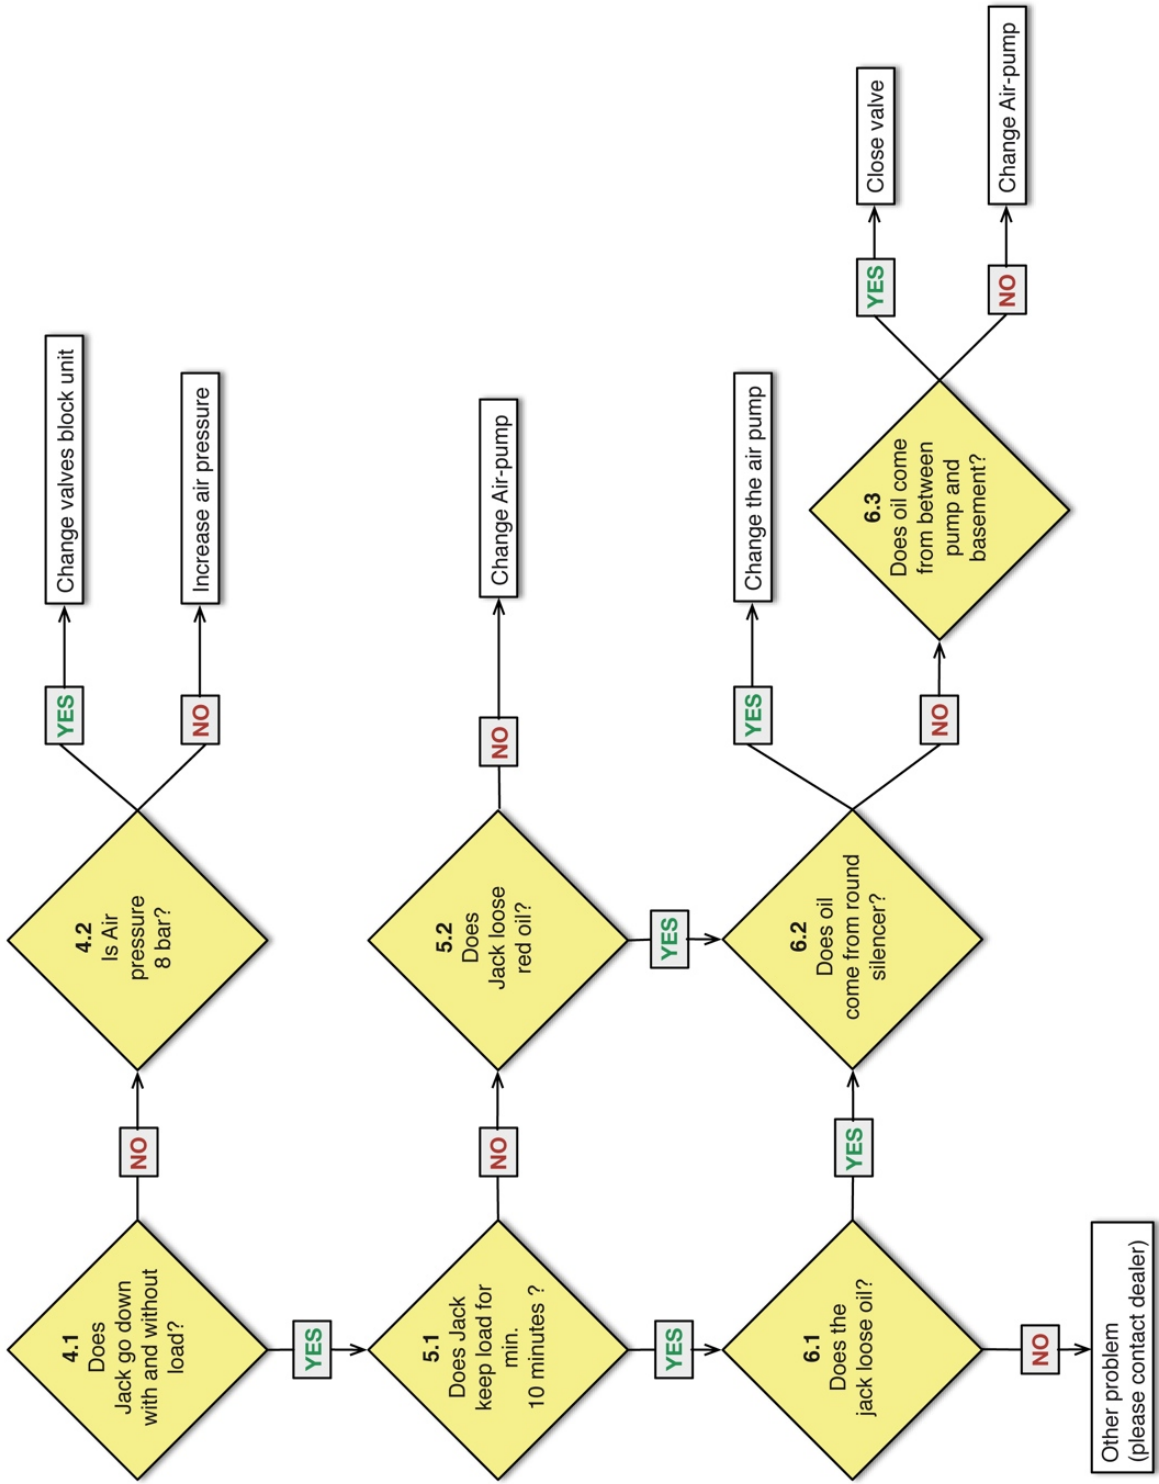 4.1
Does
Jack go down
with and without
load?
NO
4.2
Is Air
pressure
8 bar?
YES
Change valves block unit
NO
Increase air pressure
YES
5.1
Does Jack
keep load for
min.
10 minutes ?
NO
5.2
Does
Jack loose
red oil?
NO
Change Air-pump
YES
YES
6.1
Does the
jack loose oil?
YES
6.2
Does oil
come from round
silencer?
YES
Change the air pump
NO
6.3
Does oil come
from between
pump and
basement?
YES
Close valve
NO
Change Air-pump
NO
Other problem
(please contact dealer)